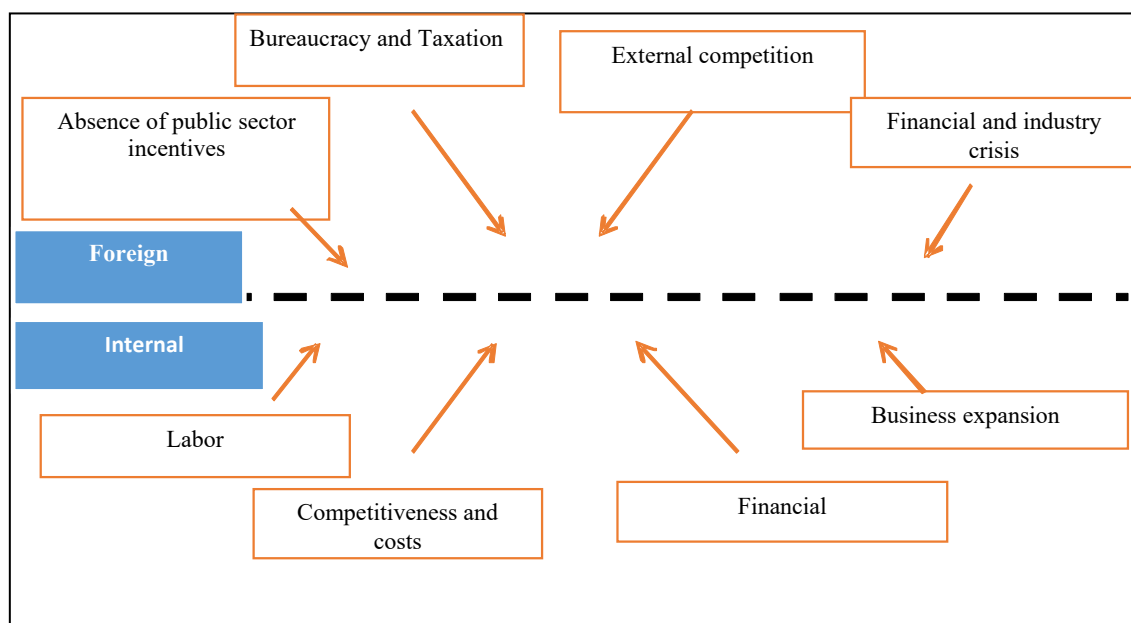 Bureaucracy and Taxation
External competition
Absence of public sector
incentives
Financial and industry
crisis
Foreign
Internal
Labor
Business expansion
Competitiveness and
costs
Financial